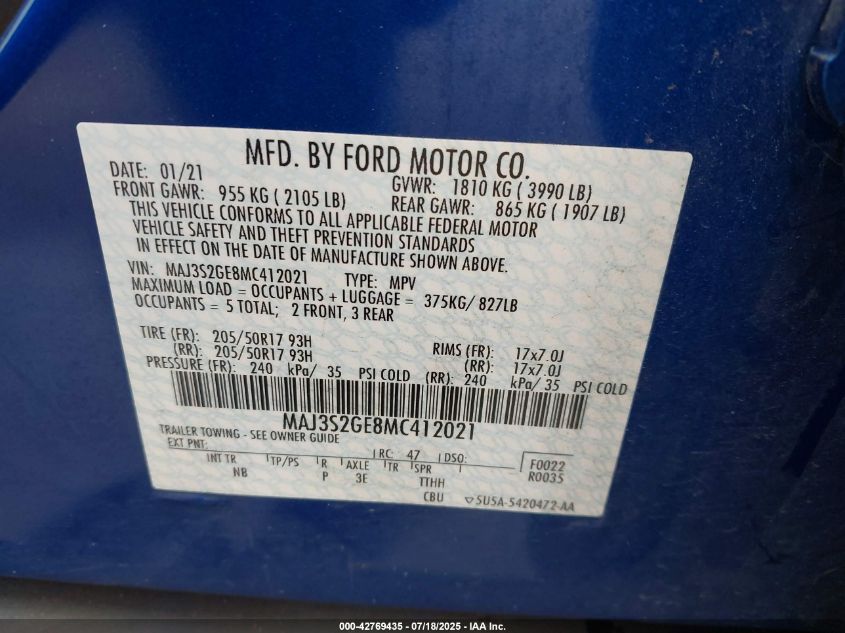 MFD. BY FORD MOTOR CO.
DATE: 01/21 GVWR: 1810 KG ( 3990 LB)
FRONT GAWR: 955 KG ( 2105 LB) REAR GAWR: 865 KG ( 1907 LB)
THIS VEHICLE CONFORMS TO ALL APPLICABLE FEDERAL MOTOR
VEHICLE SAFETY AND THEFT PREVENTION STANDARDS
IN EFFECT ON THE DATE OF MANUFACTURE SHOWN ABOVE.
VIN: MAJ3S2GE8MC412021 TYPE: MPV
MAXIMUM LOAD = OCCUPANTS + LUGGAGE = 375KG/ 827LB
OCCUPANTS = 5 TOTAL; 2 FRONT, 3 REAR
TIRE (FR): 205/50R17 93H RIMS (FR): 17x7.0J
(RR): 205/50R17 93H (RR): 17x7.0J
PRESSURE (FR): 240 kPa/ 35 PSI COLD (RR): 240 kPa/ 35 PSI COLD
MAJ3S2GE8MC412021
TRAILER TOWING - SEE OWNER GUIDE
EXT PNT: RC: 47 DSO: F0022
R0035
INT TR TP/PS R AXLE TR SPR
NB P 3E TTHH
CBU ▽5U5A-5420472-AA
000-42769435 - 07/18/2025 - IAA Inc.